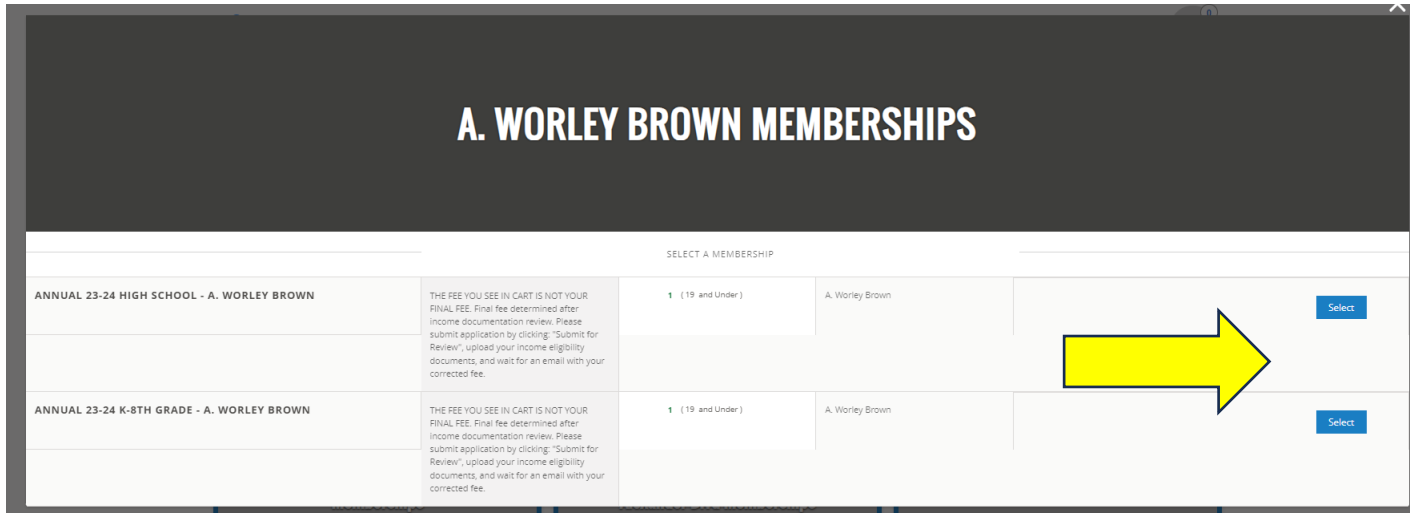 A. WORLEY BROWN MEMBERSHIPS
SELECT A MEMBERSHIP
ANNUAL 23-24 HIGH SCHOOL - A. WORLEY BROWN
THE FEE YOU SEE IN CART IS NOT YOUR
FINAL FEE. Final fee determined after
income documentation review. Please
submit application by clicking: "Submit for
Review", upload your income eligibility
documents, and wait for an email with your
corrected fee.
1 ( 19 and Under )
A. Worley Brown
Select
ANNUAL 23-24 K-8TH GRADE - A. WORLEY BROWN
THE FEE YOU SEE IN CART IS NOT YOUR
FINAL FEE. Final fee determined after
income documentation review. Please
submit application by clicking: "Submit for
Review", upload your income eligibility
documents, and wait for an email with your
corrected fee.
1 ( 19 and Under )
A. Worley Brown
Select